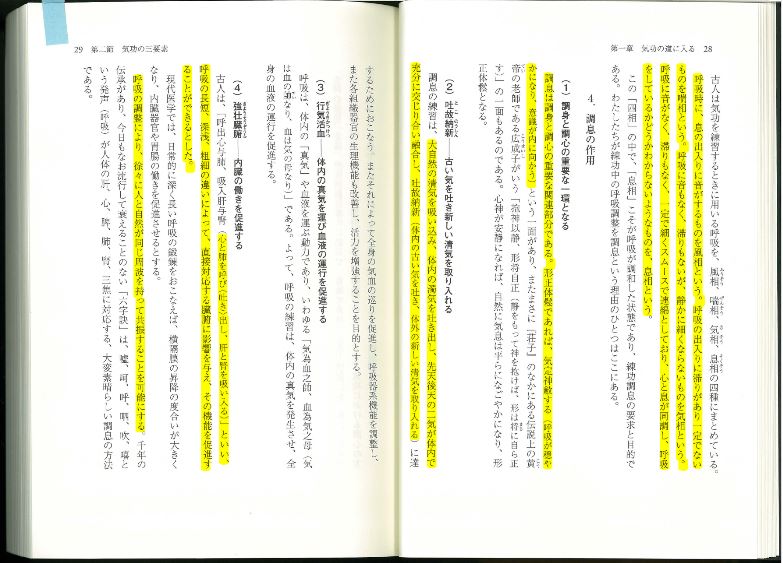 第一章　気功の道に入る　28
古人は気功を練習するときに用いる呼吸を、風相、喘相、気相、息相の四種にまとめている。
呼吸時に、息の出入りに音がするものを風相という。呼吸に音もなく、滞りもないが、静かに細くならないものを気相という。
ものを喘相という。呼吸の出入りに滞りがあり一定でない
呼吸に音がなく、滞りもなく、一定で細くスムースで連綿としており、心と息が同調し、呼吸
をしているかどうかわからないようなものを、息相という。
この「四相」の中で、「息相」こそが呼吸が調和した状態であり、練功調息の要求と目的で
ある。わたしたちが練功中の呼吸調整を調息という理由のひとつはここにある。
4．調息の作用
(1)　調身と調心の重要な一環となる
調息は調身と調心の重要な関連部分である。形正体鬆であれば、気定神斂する（呼吸が穏や
かになり、意識が内に向かう）という一面があり、またまさに『荘子』のなかにある伝説上の黄
帝の老師である広成子がいう「抱神以静、形将自正（静をもって神を抱けば、形は将に自ら正
す）」の一面もあるのである。心神が安静になれば、自然に気息は平らになごやかになり、形
正体鬆となる。
(2)　吐故納新――古い気を吐き新しい清気を取り入れる
調息の練習は、大自然の清気を吸い込み、体内の濁気を吐き出し、先天後天の二気が体内で
充分に交じり合い融合し、吐故納新（体内の古い気を吐き、体外の新しい清気を取り入れる）に達
29　第二節　気功の三要素
するためにおこなう。またそれによって全身の気血の巡りを促進し、呼吸器系機能を調整し、
また各組織器官の生理機能も改善し、活力を増強することを目的とする。
(3)　行気活血――体内の真気を運び血液の運行を促進する
呼吸は、体内の「真気」や血液を運ぶ動力であり、いわゆる「気為血之帥、血為気之母（気
は血の帥なり、血は気の母なり）」である。よって、呼吸の練習は、体内の真気を発生させ、全
身の血液の運行を促進する。
(4)　強壮臓腑――内臓の働きを促進する
古人は、「呼出心与肺、吸入肝与腎（心と肺を呼び（吐き）出し、肝と腎を吸い入る）」といい、
呼吸の長短、深浅、粗細の違いによって、直接対応する臓腑に影響を与え、その機能を促進す
ることができるとした。
現代医学では、日常的に深く長い呼吸の鍛錬をおこなえば、横隔膜の昇降の度合いが大きく
なり、内臓器官や胃腸の働きを促進させるとする。
呼吸の調整により、徐々に人と自然が同じ周波を持って共振することを可能にする。千年の
伝承があり、今日もなお流行して衰えることのない「六字訣」は、嘘、呵、呼、呬、吹、嘻と
いう発声（呼吸）が人体の肝、心、脾、肺、腎、三焦に対応する、大変素晴らしい調息の方法
である。